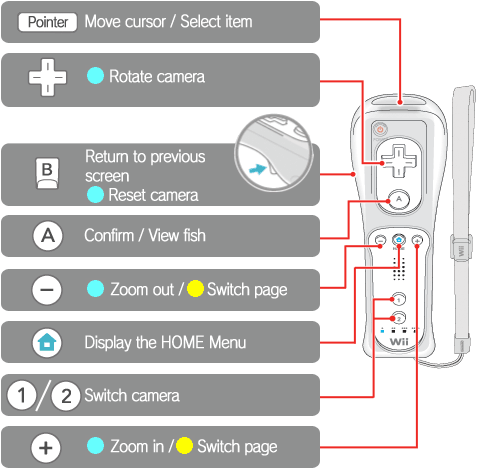 Pointer Move cursor / Select item
Rotate camera
B Return to previous
screen
Reset camera
A Confirm / View fish
− Zoom out / Switch page
Display the HOME Menu
1/2 Switch camera
+ Zoom in / Switch page
A
− +
1
2
Wii
Wii